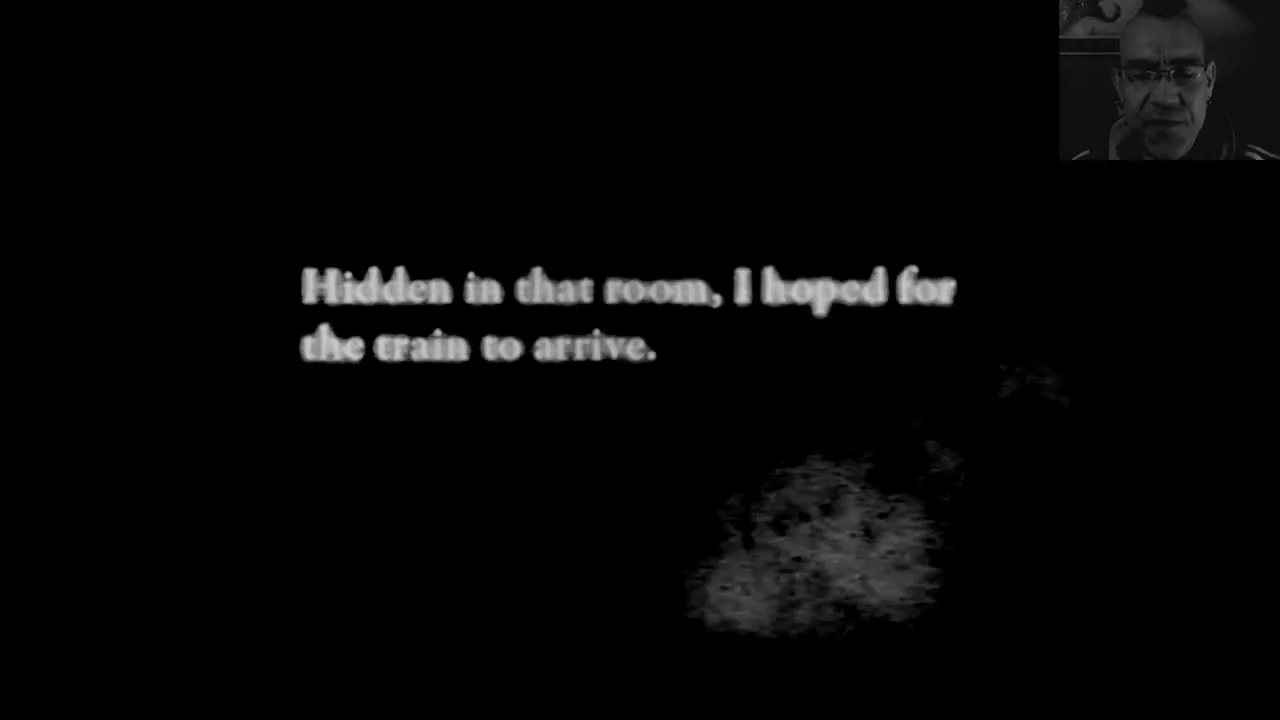 Hidden in that room, I hoped for
the train to arrive.